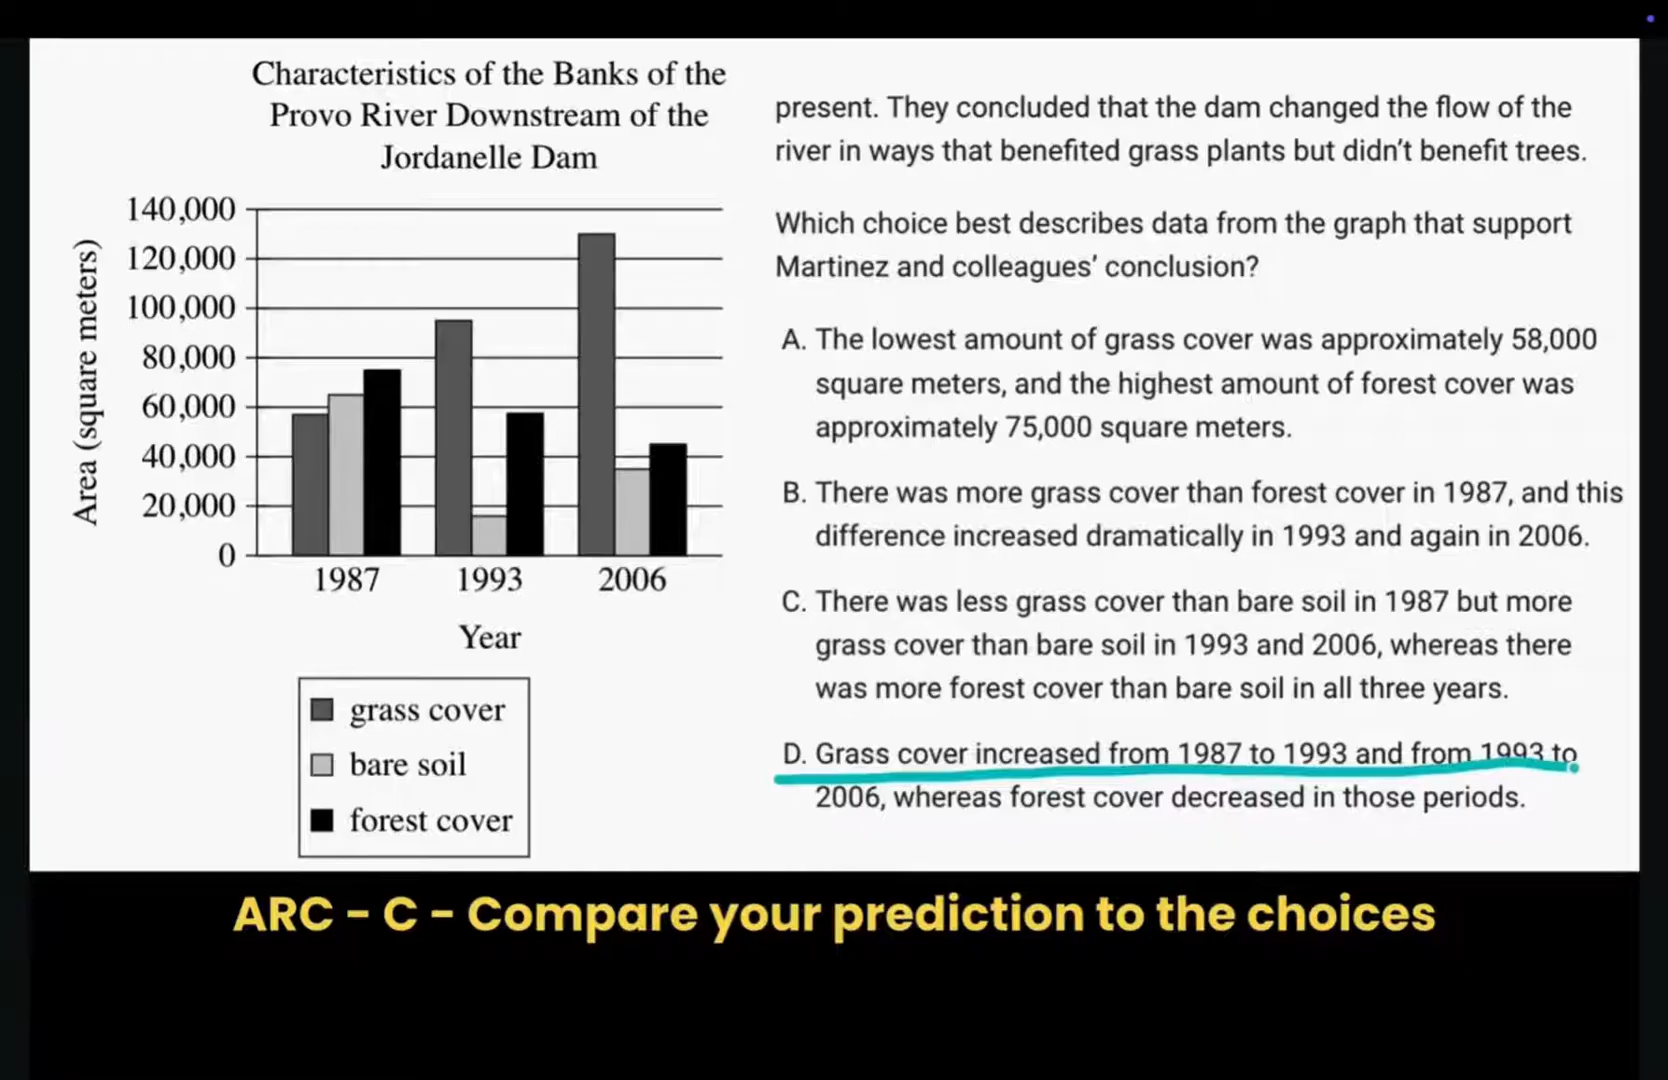 Characteristics of the Banks of the
Provo River Downstream of the
Jordanelle Dam
Area (square meters)
140,000
120,000
100,000
80,000
60,000
40,000
20,000
0
1987 1993 2006
Year
grass cover
bare soil
forest cover
present. They concluded that the dam changed the flow of the
river in ways that benefited grass plants but didn't benefit trees.
Which choice best describes data from the graph that support
Martinez and colleagues' conclusion?
A. The lowest amount of grass cover was approximately 58,000
square meters, and the highest amount of forest cover was
approximately 75,000 square meters.
B. There was more grass cover than forest cover in 1987, and this
difference increased dramatically in 1993 and again in 2006.
C. There was less grass cover than bare soil in 1987 but more
grass cover than bare soil in 1993 and 2006, whereas there
was more forest cover than bare soil in all three years.
D. Grass cover increased from 1987 to 1993 and from 1993 to
2006, whereas forest cover decreased in those periods.
ARC - C - Compare your prediction to the choices